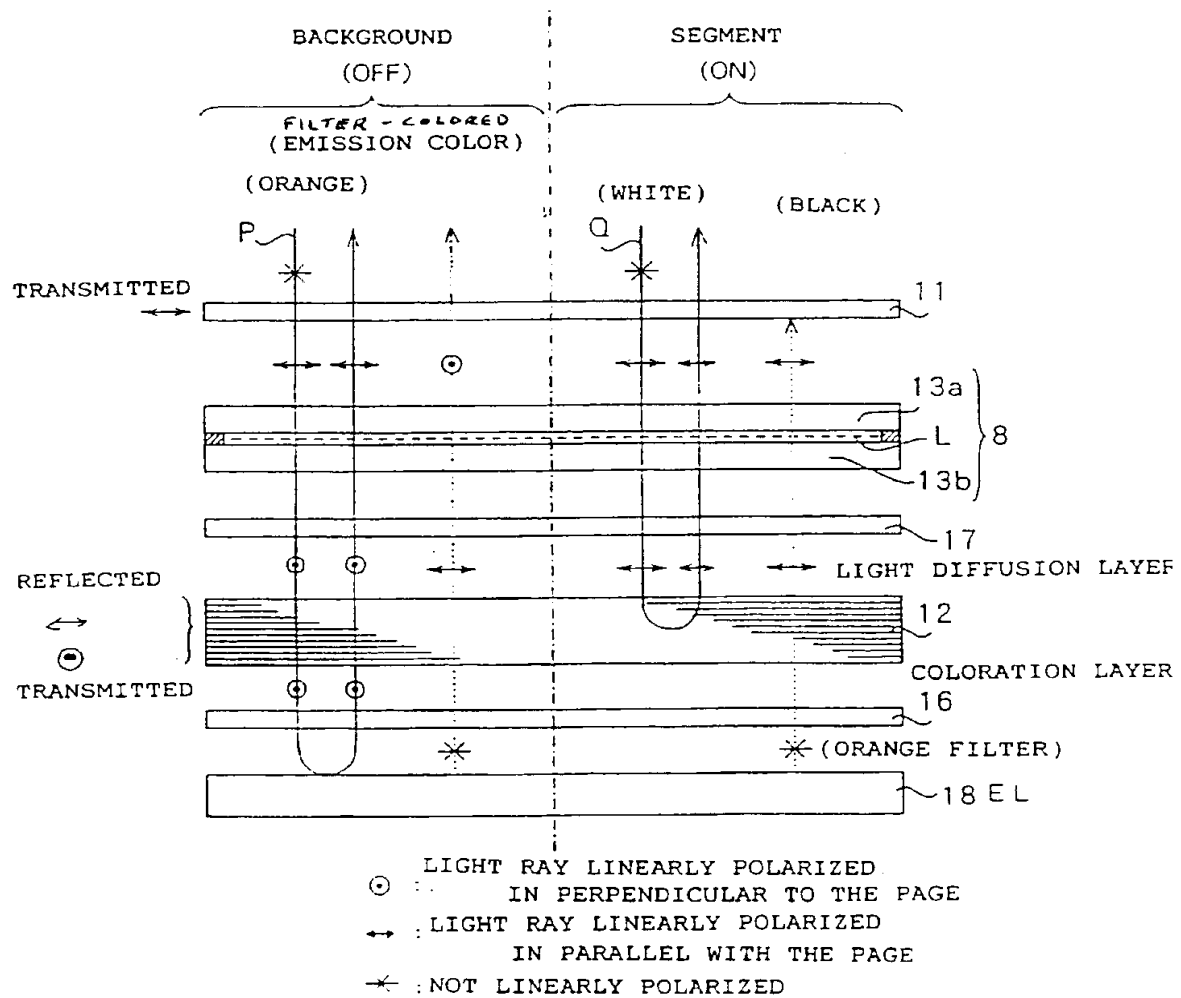 BACKGROUND
(OFF)
SEGMENT
(ON)
FILTER - COLORED
(EMISSION COLOR)
(ORANGE)
(WHITE)
(BLACK)
P
Q
TRANSMITTED
11
13a
L
8
13b
17
REFLECTED
LIGHT DIFFUSION LAYER
12
TRANSMITTED
COLORATION LAYER
16
(ORANGE FILTER)
18 EL
: LIGHT RAY LINEARLY POLARIZED
IN PERPENDICULAR TO THE PAGE
: LIGHT RAY LINEARLY POLARIZED
IN PARALLEL WITH THE PAGE
: NOT LINEARLY POLARIZED